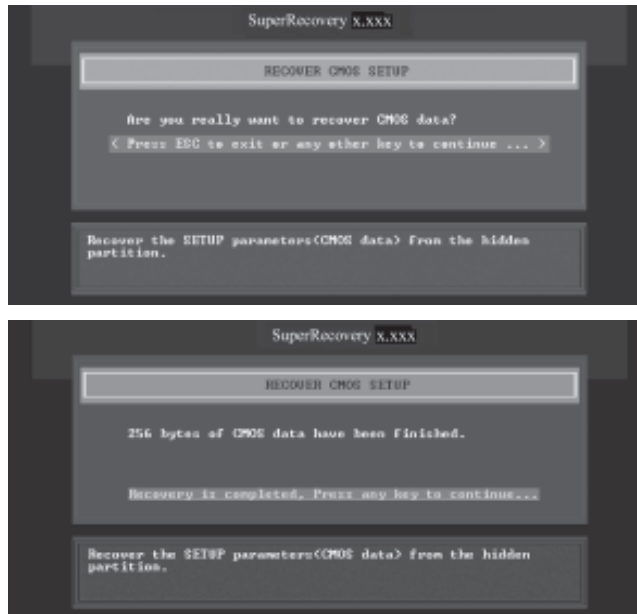 SuperRecovery x.xxx
RECOVER CMOS SETUP
Are you really want to recover CMOS data?
< Press ESC to exit or any other key to continue ... >
Recover the SETUP parameters(CMOS data) from the hidden
partition.
SuperRecovery x.xxx
RECOVER CMOS SETUP
256 bytes of CMOS data have been finished.
Recovery is completed, Press any key to continue...
Recover the SETUP parameters(CMOS data) from the hidden
partition.